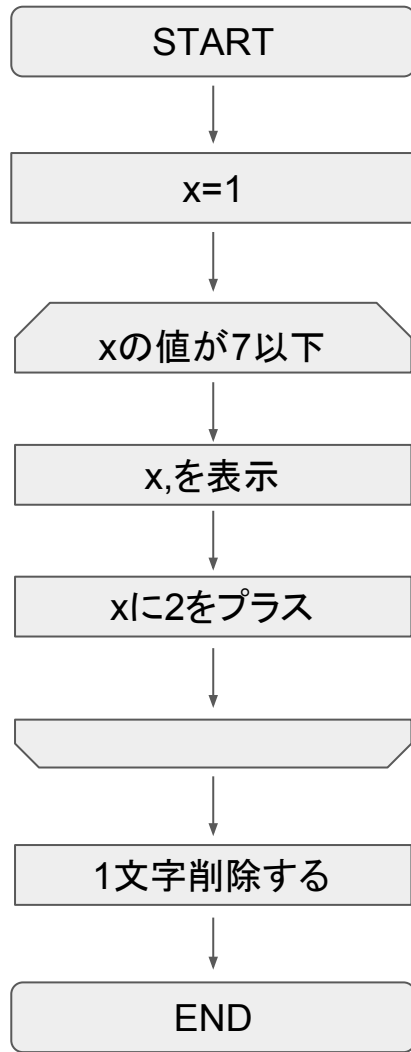 START
x=1
xの値が7以下
x,を表示
xに2をプラス
1文字削除する
END